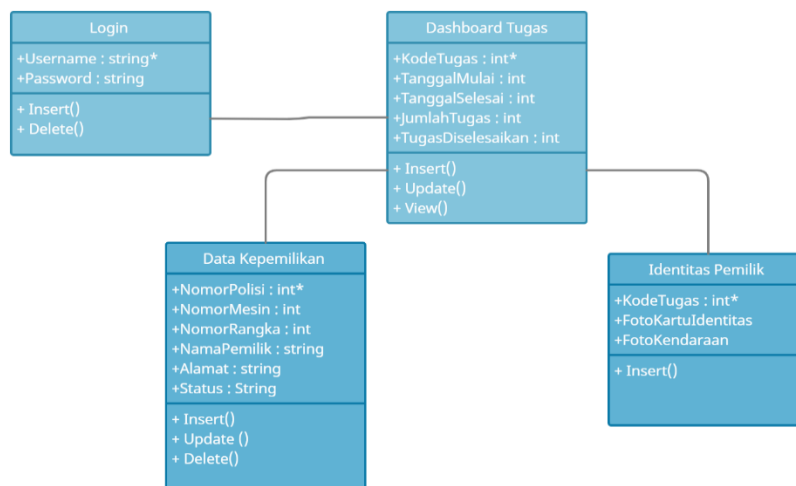 Login
+Username : string*
+Password : string
+ Insert()
+ Delete()
Dashboard Tugas
+KodeTugas : int*
+TanggalMulai : int
+TanggalSelesai : int
+JumlahTugas : int
+TugasDiselesaikan : int
+ Insert()
+ Update()
+ View()
Data Kepemilikan
+NomorPolisi : int*
+NomorMesin : int
+NomorRangka : int
+NamaPemilik : string
+Alamat : string
+Status : String
+ Insert()
+ Update ()
+ Delete()
Identitas Pemilik
+KodeTugas : int*
+FotoKartuIdentitas
+FotoKendaraan
+ Insert()